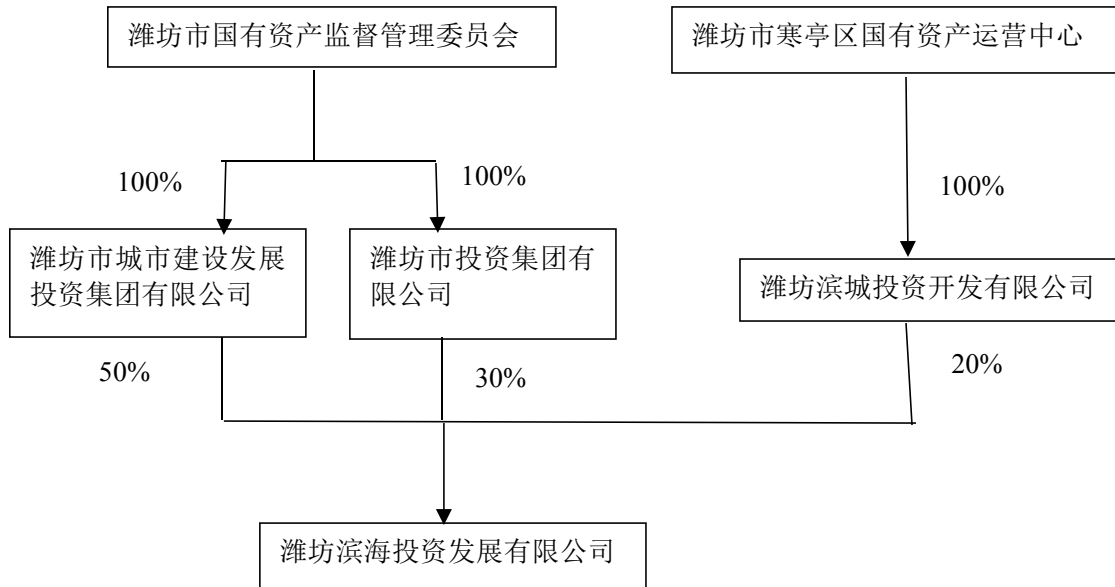 潍坊市国有资产监督管理委员会
潍坊市寒亭区国有资产运营中心
100%
100%
100%
潍坊市城市建设发展
投资集团有限公司
潍坊市投资集团有
限公司
潍坊滨城投资开发有限公司
50%
30%
20%
潍坊滨海投资发展有限公司